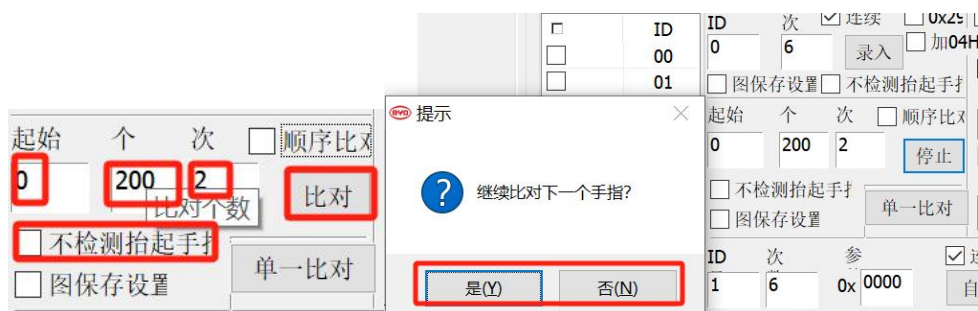 起始 个 次 顺序比对
0 200 2
比对个数 比对
不检测抬起手
图保存设置 单一比对
BYD 提示
继续比对下一个手指?
是(Y) 否(N)
ID
00
01
ID 次 连续
0 6 录入 加04H
图保存设置 不检测抬起手
起始 个 次 顺序比对
0 200 2 停止
不检测抬起手
图保存设置 单一比对
ID 次 参
1 6 0x 0000 自